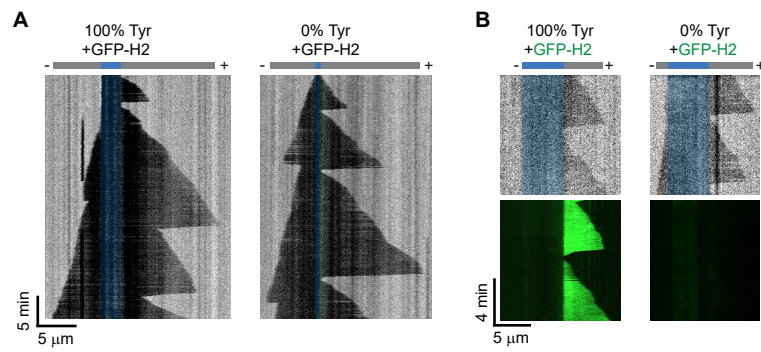 A
100% Tyr
+GFP-H2
- +
0% Tyr
+GFP-H2
- +
5 min
5 μm
B
100% Tyr
+GFP-H2
- +
0% Tyr
+GFP-H2
- +
4 min
5 μm